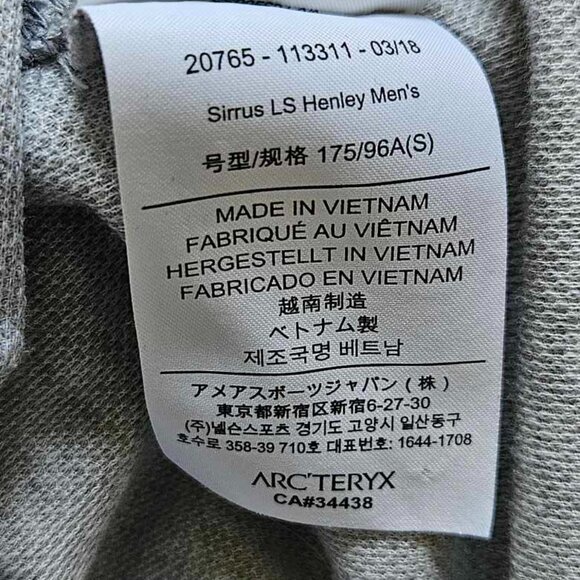 20765 - 113311 - 03/18
Sirrus LS Henley Men's
号型/规格 175/96A(S)
MADE IN VIETNAM
FABRIQUÉ AU VIÊTNAM
HERGESTELLT IN VIETNAM
FABRICADO EN VIETNAM
越南制造
ベトナム製
제조국명 베트남
アメアスポーツジャパン (株)
東京都新宿区新宿6-27-30
(주)넬슨스포츠 경기도 고양시 일산동구
호수로 358-39 710호 대표번호: 1644-1708
ARC'TERYX
CA#34438